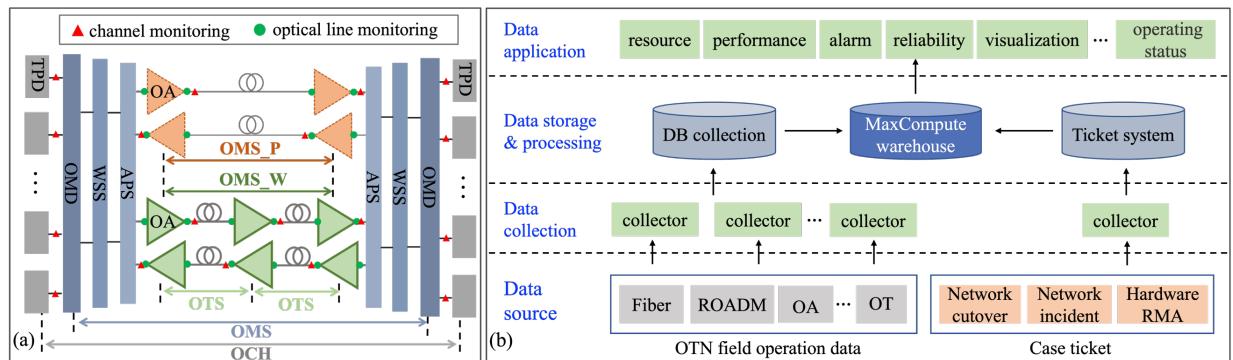 channel monitoring
optical line monitoring
TPD
TPD
OA
OMS_P
OMS_W
OMD
WSS
APS
APS
WSS
OMD
OA
⋮
⋮
OTS
OTS
OMS
OCH
(a)
Data
application
resource
performance
alarm
reliability
visualization
...
operating
status
Data storage
& processing
DB collection
MaxCompute
warehouse
Ticket system
Data
collection
collector
collector
...
collector
collector
Data
source
Fiber
ROADM
OA
...
OT
Network
cutover
Network
incident
Hardware
RMA
(b)
OTN field operation data
Case ticket